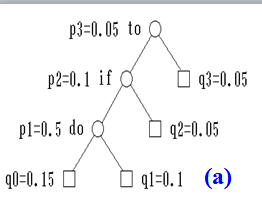 p3=0.05 to
p2=0.1 if
q3=0.05
p1=0.5 do
q2=0.05
q0=0.15
q1=0.1
(a)